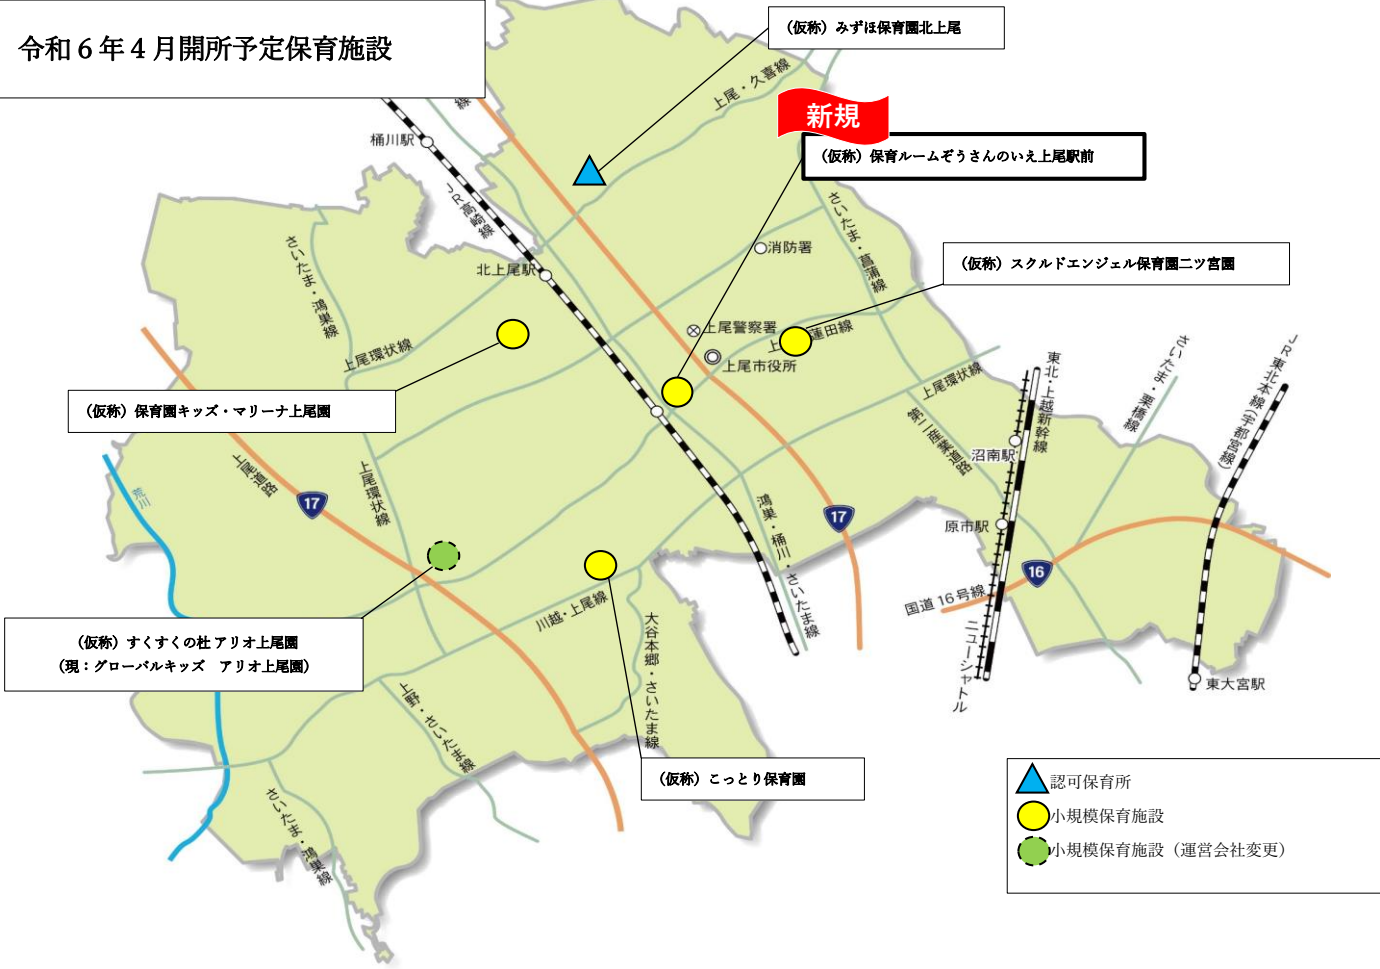 令和６年４月開所予定保育施設
（仮称）みずほ保育園北上尾
新規
（仮称）保育ルームぞうさんのいえ上尾駅前
（仮称）スクルドエンジェル保育園二ツ宮園
（仮称）保育園キッズ・マリーナ上尾園
（仮称）すくすくの杜 アリオ上尾園
（現：グローバルキッズ　アリオ上尾園）
（仮称）こっとり保育園
線
上尾・久喜線
桶川駅
JR高崎線
北上尾駅
さいたま・鴻巣線
上尾環状線
消防署
さいたま・菖蒲線
上尾警察署
上尾市役所
上
蓮田線
上尾環状線
第二産業道路
東北・上越新幹線
さいたま・栗橋線
JR東北本線(宇都宮線)
沼南駅
原市駅
国道16号線
16
ニューシャトル
東大宮駅
上尾道路
17
荒川
上尾環状線
17
鴻巣・桶川・さいたま線
川越・上尾線
大谷本郷・さいたま線
上野・さいたま線
さいたま・鴻巣線
認可保育所
小規模保育施設
小規模保育施設（運営会社変更）